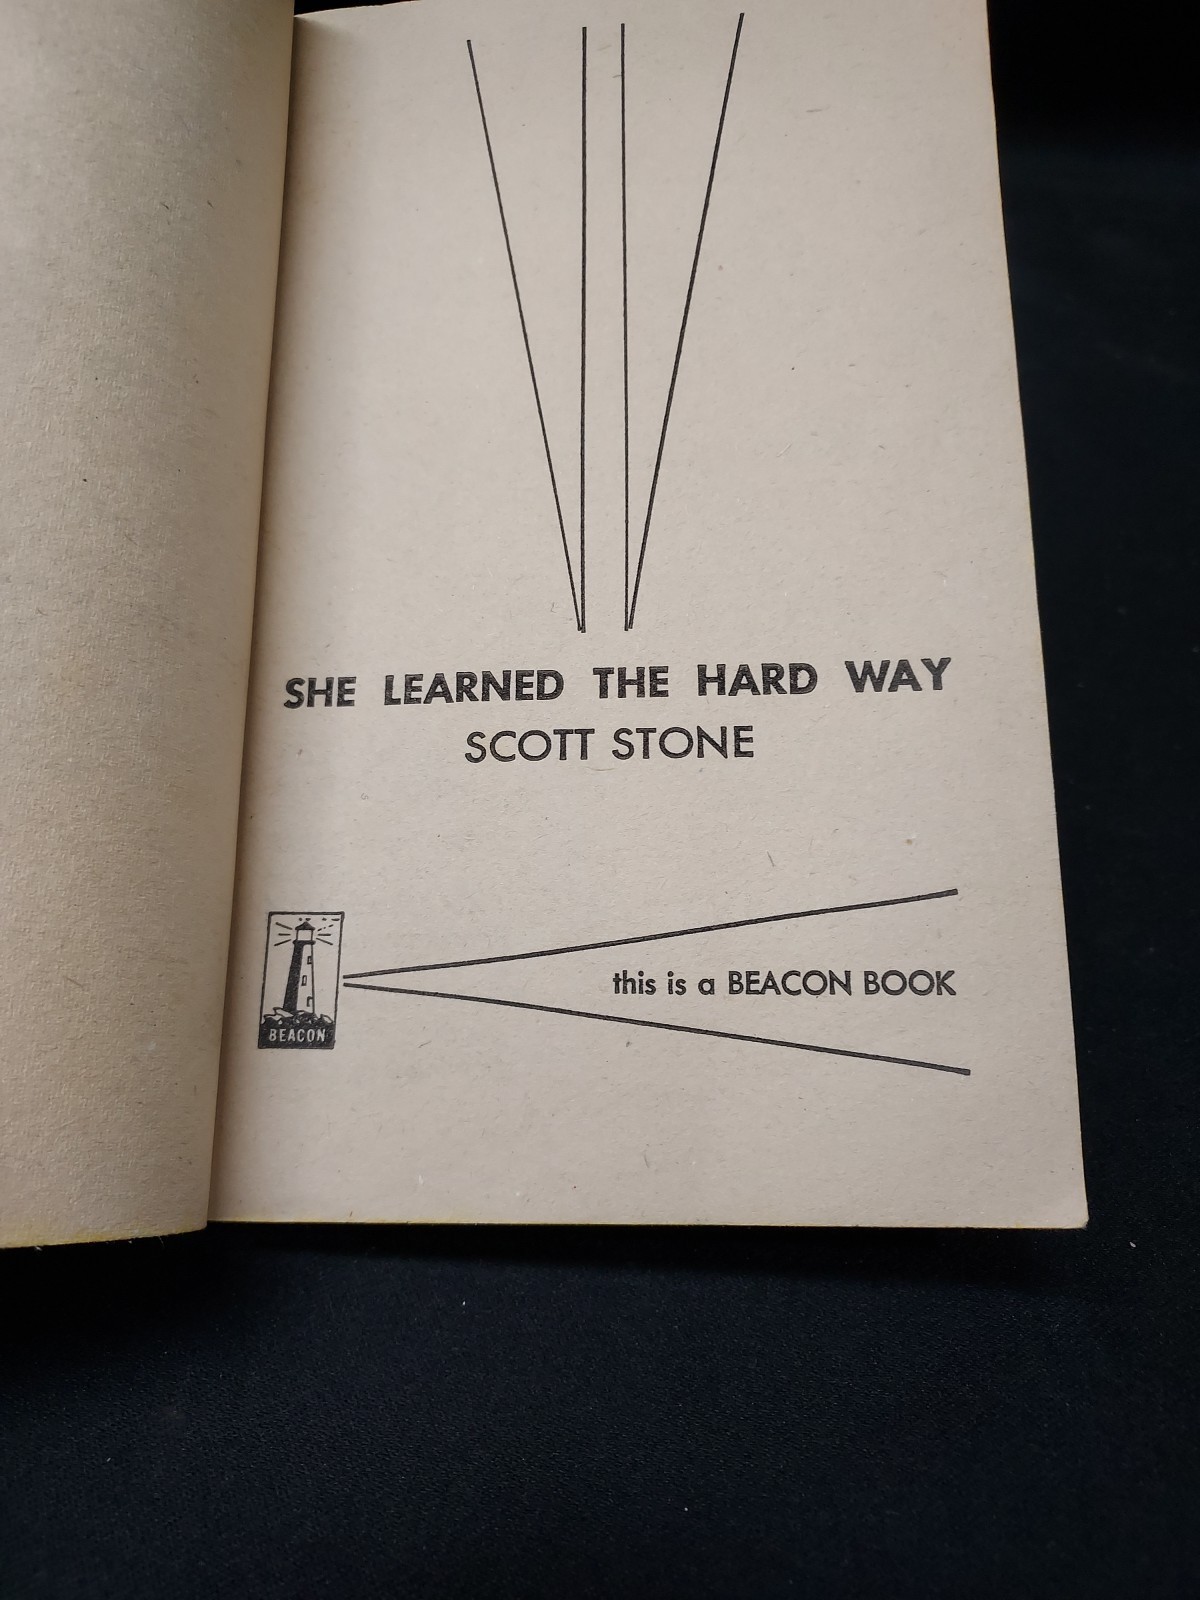 SHE LEARNED THE HARD WAY
SCOTT STONE
this is a BEACON BOOK
BEACON